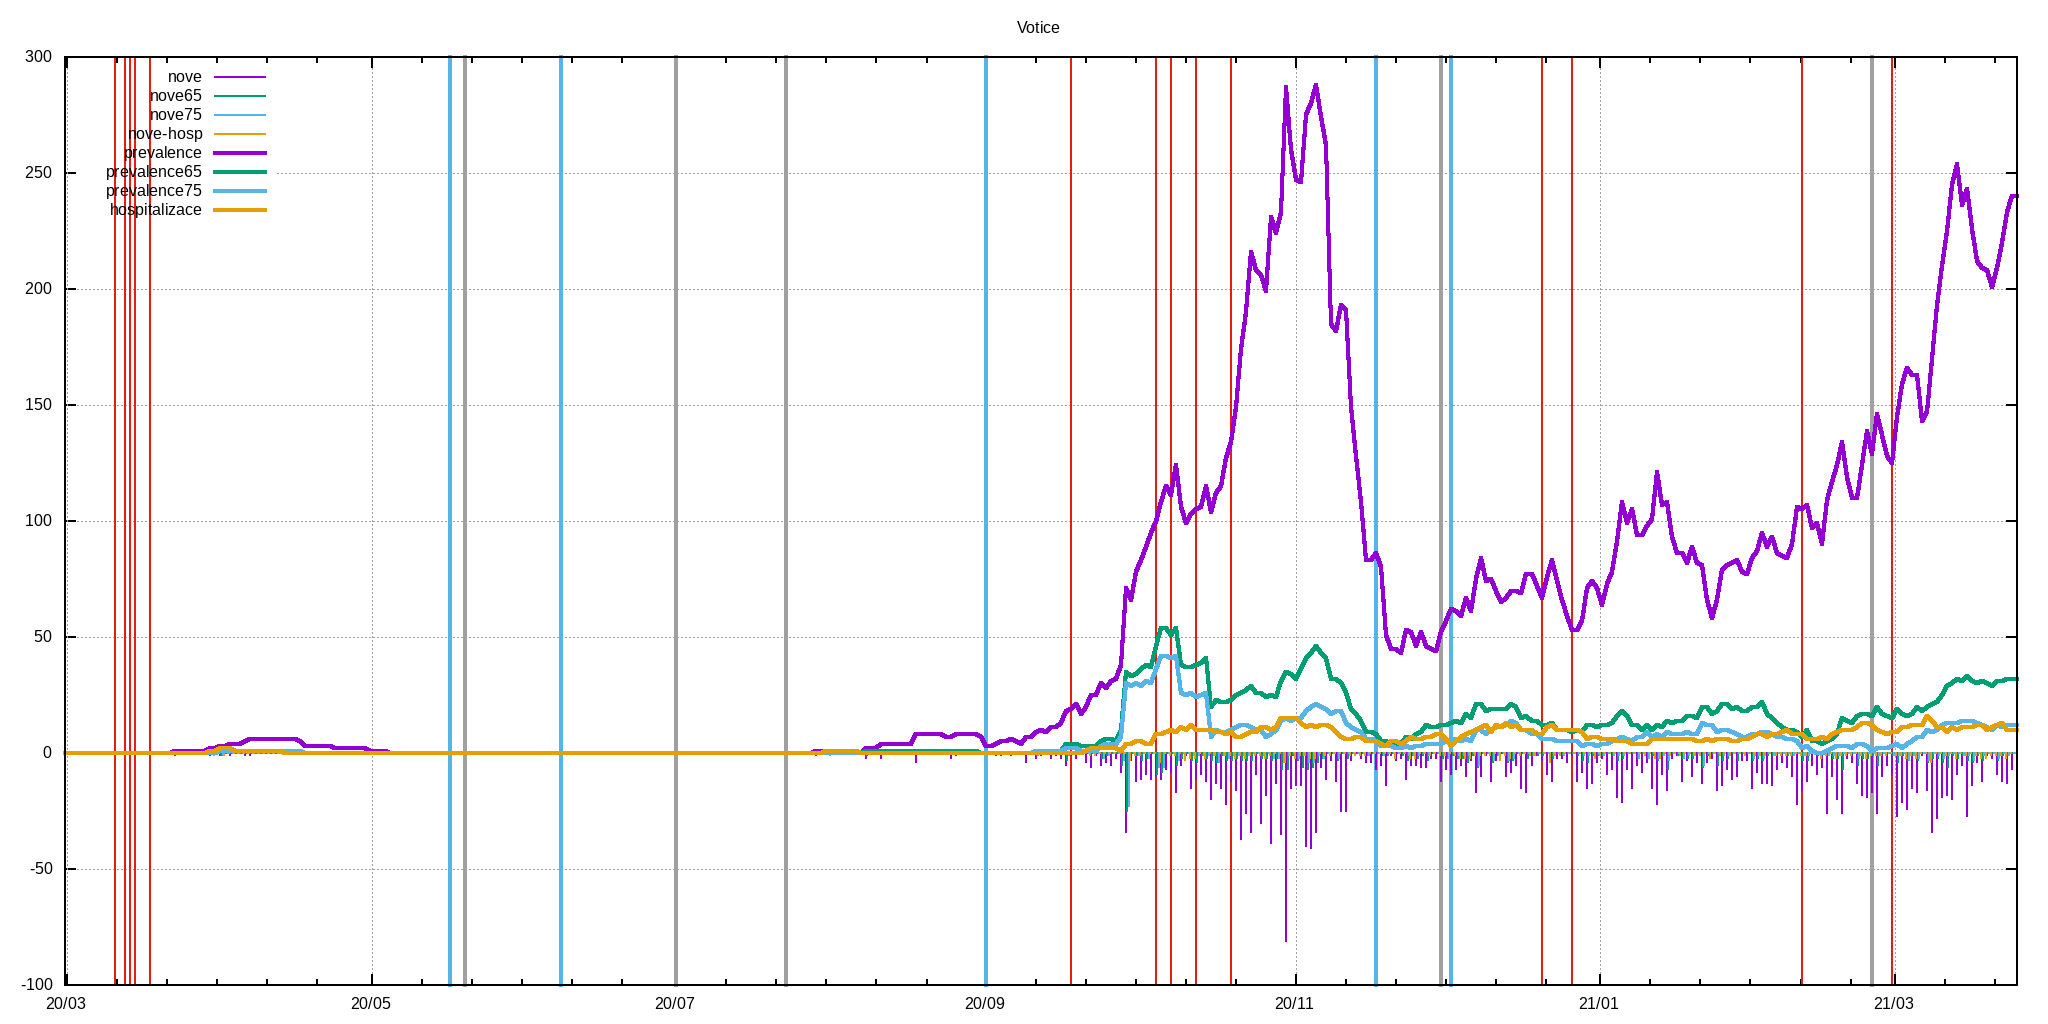 Votice
300
250
200
150
100
50
0
-50
-100
nove
nove65
nove75
nove-hosp
prevalence
prevalence65
prevalence75
hospitalizace
20/03
20/05
20/07
20/09
20/11
21/01
21/03